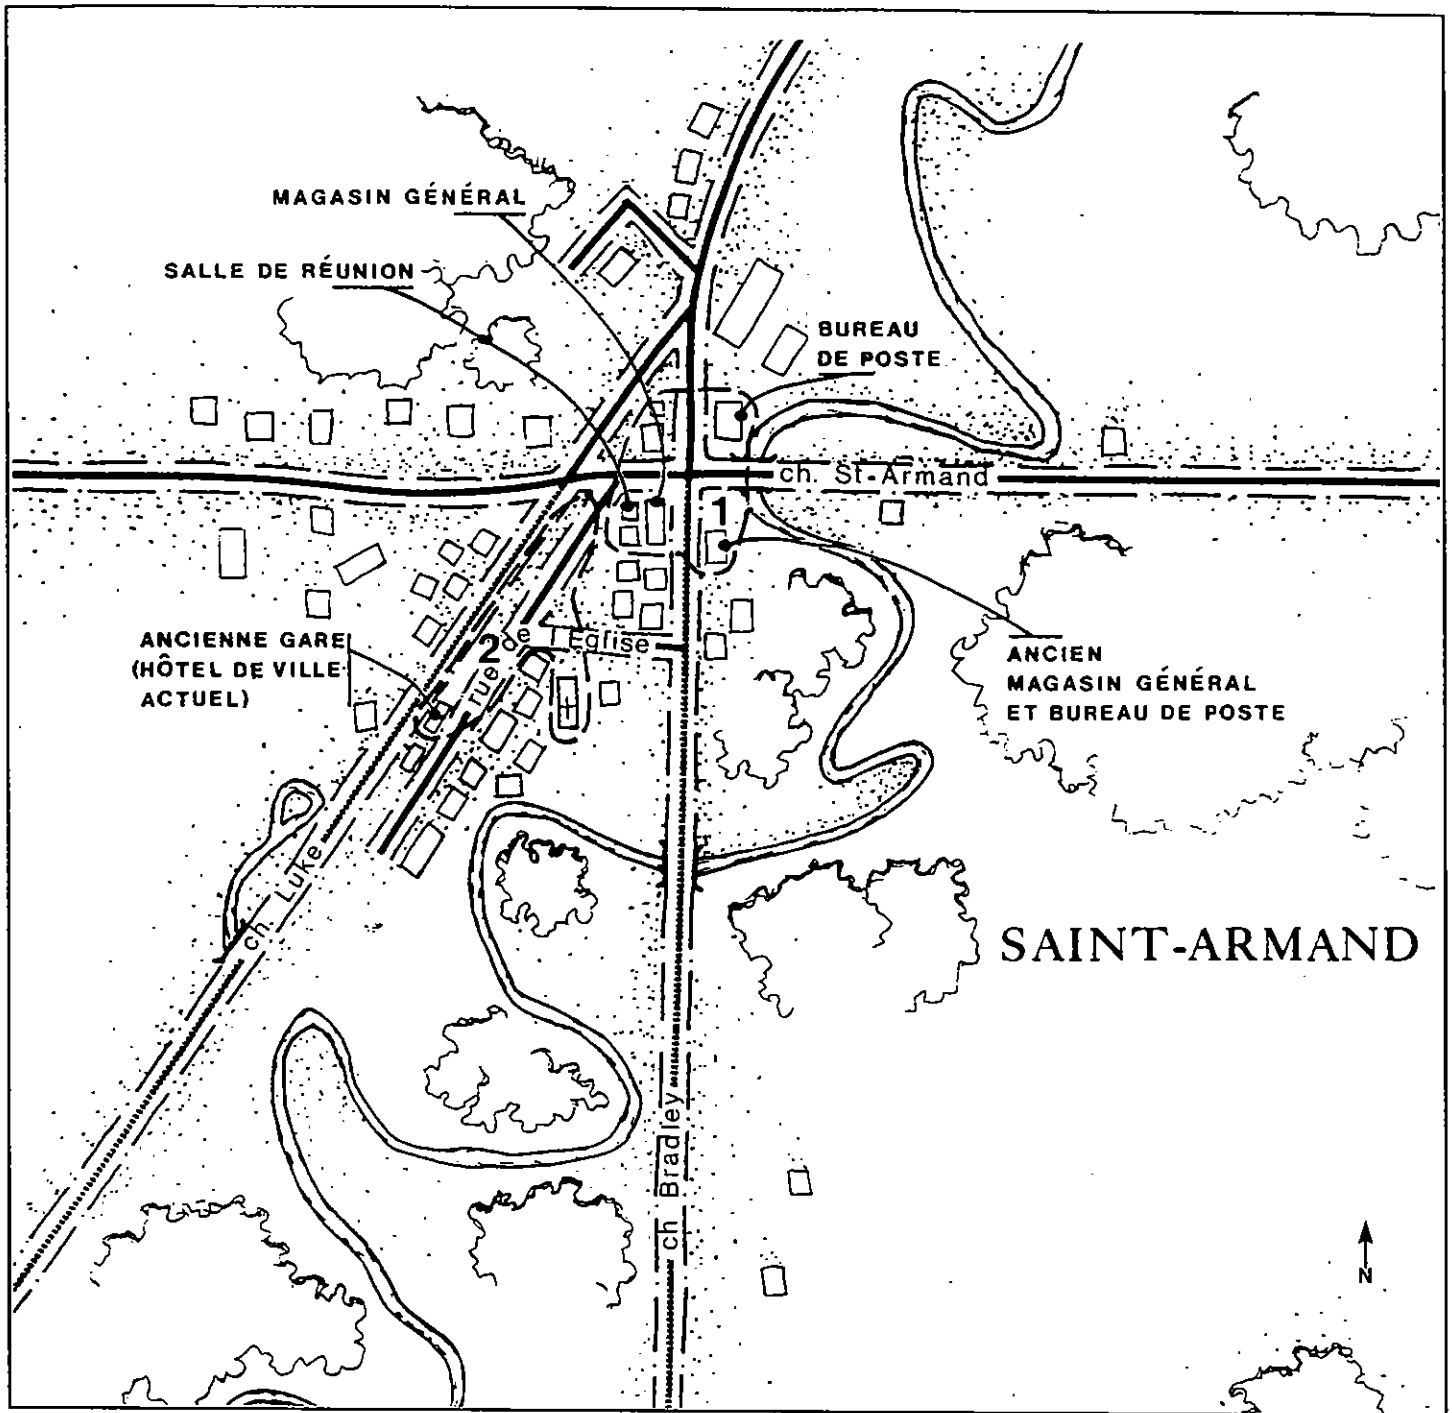 MAGASIN GÉNÉRAL
SALLE DE RÉUNION
BUREAU
DE POSTE
ch. St-Armand
1
ANCIENNE GARE
(HÔTEL DE VILLE
ACTUEL)
2
rue de l'Eglise
ANCIEN
MAGASIN GÉNÉRAL
ET BUREAU DE POSTE
ch. Luke
SAINT-ARMAND
ch Bradley
N